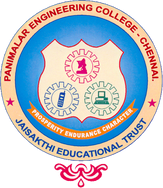 PANIMALAR ENGINEERING COLLEGE - CHENNAI
PROSPERITY ENDURANCE CHARACTER
JAISAKTHI EDUCATIONAL TRUST